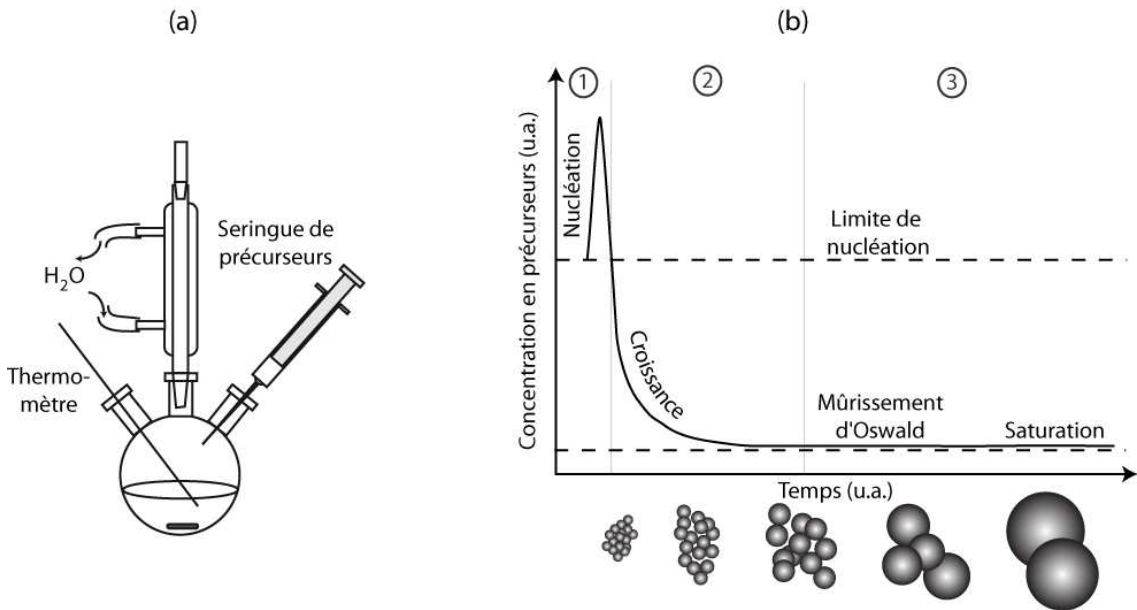 (a)
Seringue de
précurseurs
H₂O
Thermo-
mètre
(b)
Concentration en précurseurs (u.a.)
1
2
3
Nucléation
Limite de
nucléation
Croissance
Mûrissement
d'Oswald
Saturation
Temps (u.a.)